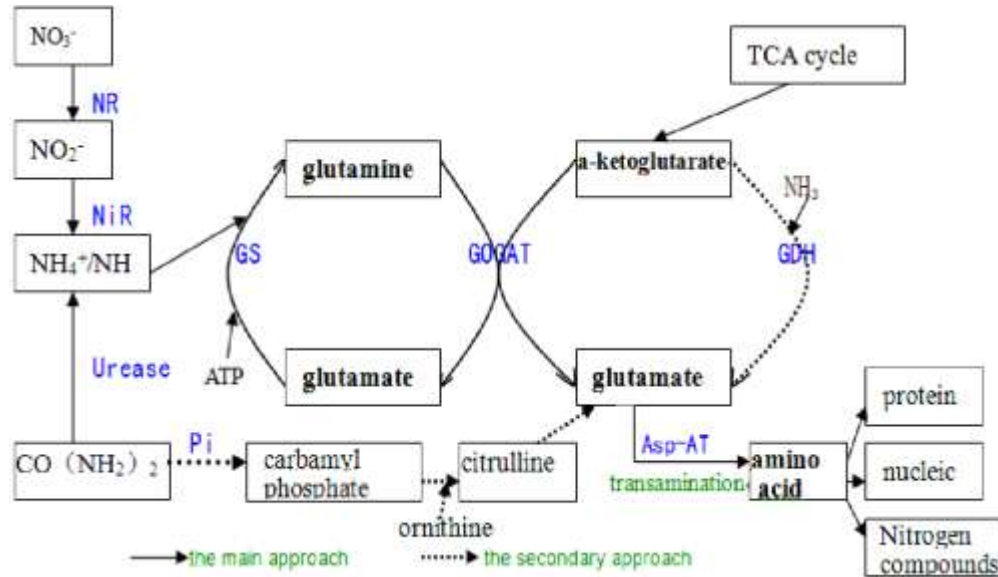 NO₃⁻
TCA cycle
NR
NO₂⁻
glutamine
a-ketoglutarate
NH₃
NiR
NH₄⁺/NH
GS
GOGAT
GDH
Urease
ATP
glutamate
glutamate
protein
Pi
Asp-AT
CO（NH₂）₂
carbamyl
phosphate
citrulline
transamination
amino
acid
nucleic
ornithine
Nitrogen
compounds
the main approach
the secondary approach